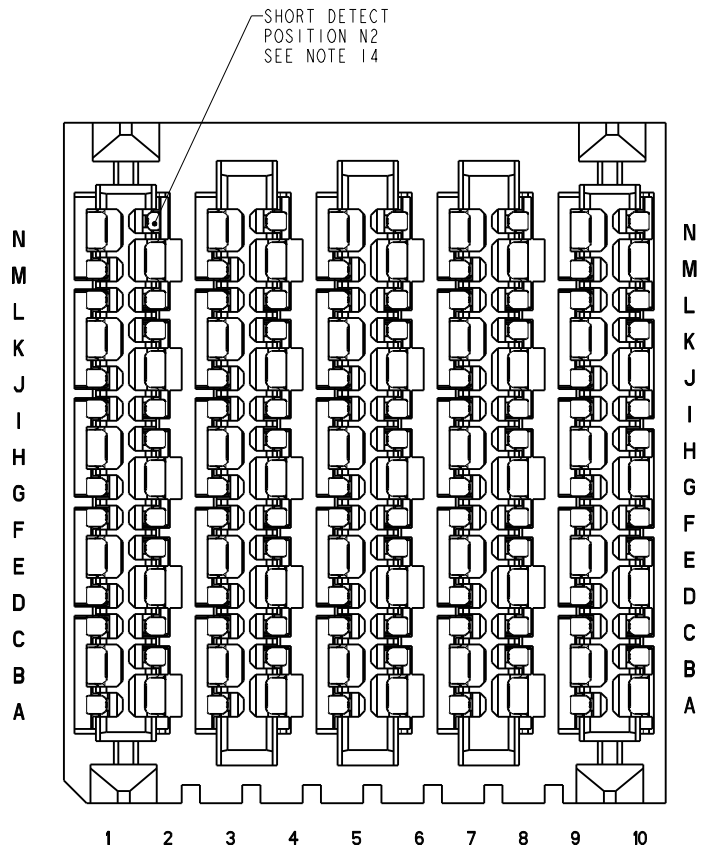 SHORT DETECT
POSITION N2
SEE NOTE 14
N N
M M
L L
K K
J J
I I
H H
G G
F F
E E
D D
C C
B B
A A
1 2 3 4 5 6 7 8 9 10